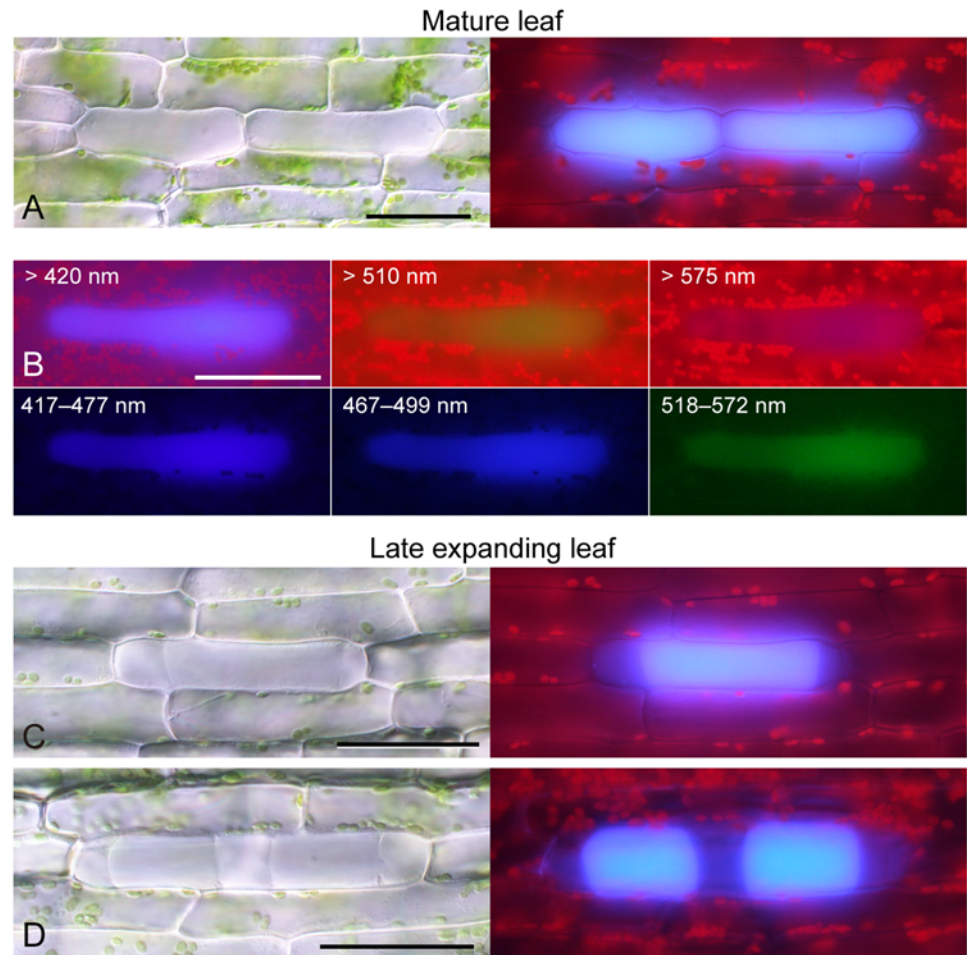 Mature leaf
A
> 420 nm
> 510 nm
> 575 nm
B
417–477 nm
467–499 nm
518–572 nm
Late expanding leaf
C
D